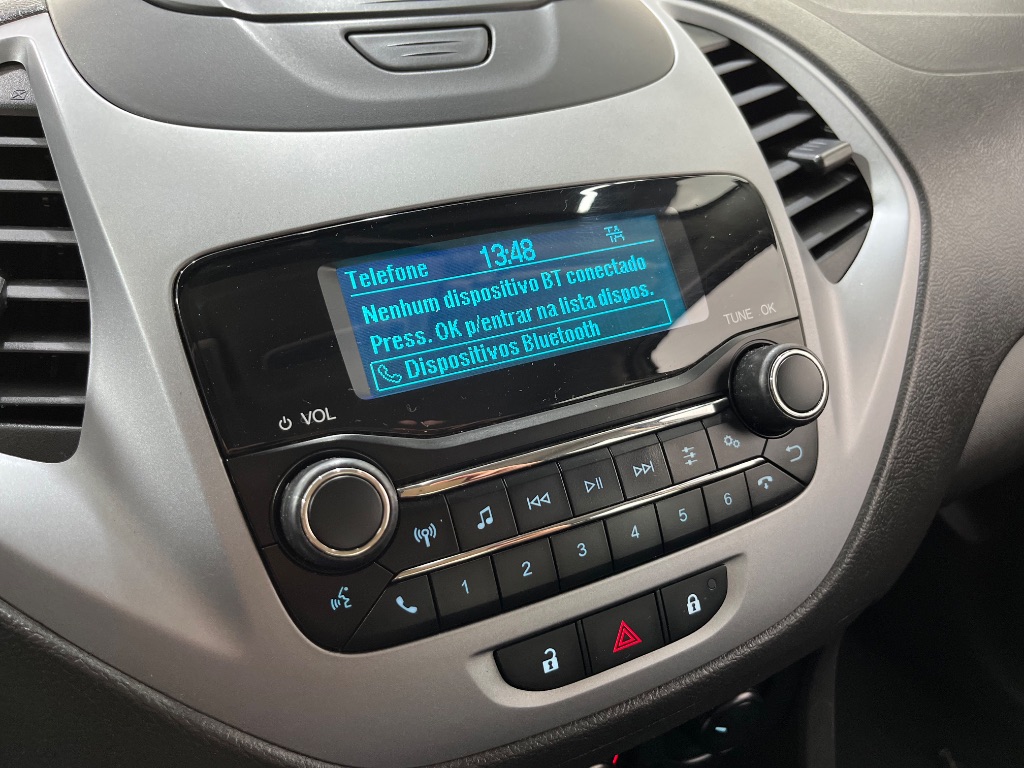 Telefone 13:48 TA
Nenhum dispositivo BT conectado
Press. OK p/entrar na lista dispos.
Dispositivos Bluetooth
TUNE OK
VOL
1 2 3 4 5 6